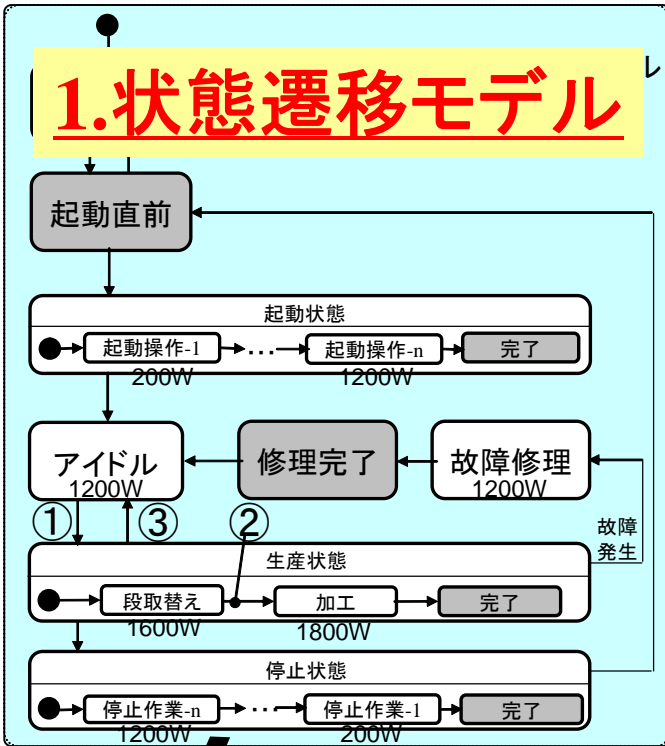 ル
1.状態遷移モデル
起動直前
起動状態
起動操作-1
…
起動操作-n
完了
200W
1200W
アイドル
1200W
修理完了
故障修理
1200W
①
③
②
故障
発生
生産状態
段取替え
加工
完了
1600W
1800W
停止状態
停止作業-n
…
停止作業-1
完了
1200W
200W